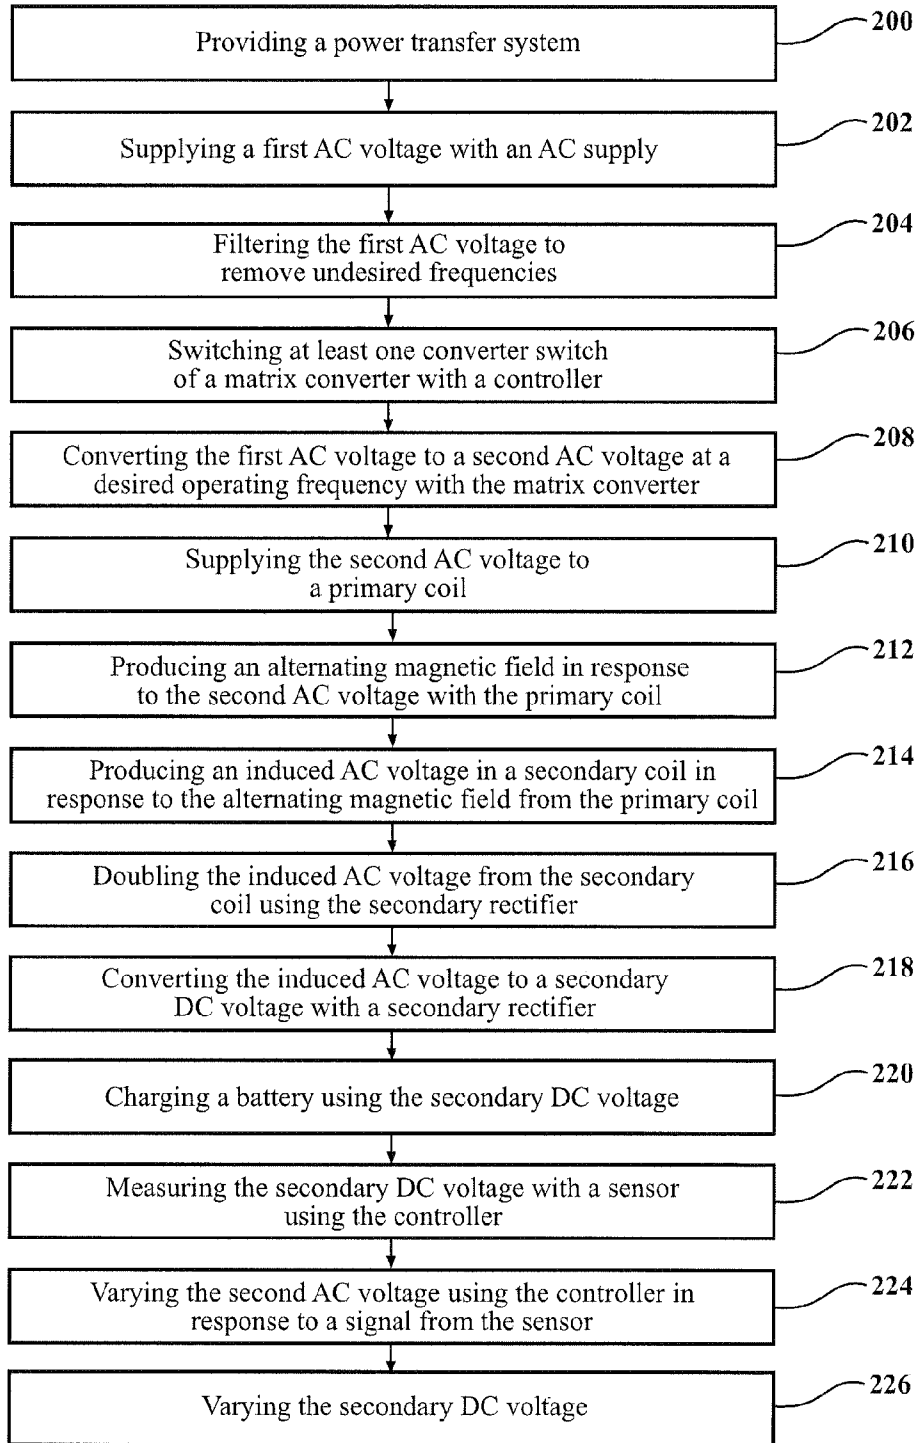 Providing a power transfer system
200
Supplying a first AC voltage with an AC supply
202
Filtering the first AC voltage to
remove undesired frequencies
204
Switching at least one converter switch
of a matrix converter with a controller
206
Converting the first AC voltage to a second AC voltage at a
desired operating frequency with the matrix converter
208
Supplying the second AC voltage to
a primary coil
210
Producing an alternating magnetic field in response
to the second AC voltage with the primary coil
212
Producing an induced AC voltage in a secondary coil in
response to the alternating magnetic field from the primary coil
214
Doubling the induced AC voltage from the secondary
coil using the secondary rectifier
216
Converting the induced AC voltage to a secondary
DC voltage with a secondary rectifier
218
Charging a battery using the secondary DC voltage
220
Measuring the secondary DC voltage with a sensor
using the controller
222
Varying the second AC voltage using the controller in
response to a signal from the sensor
224
Varying the secondary DC voltage
226